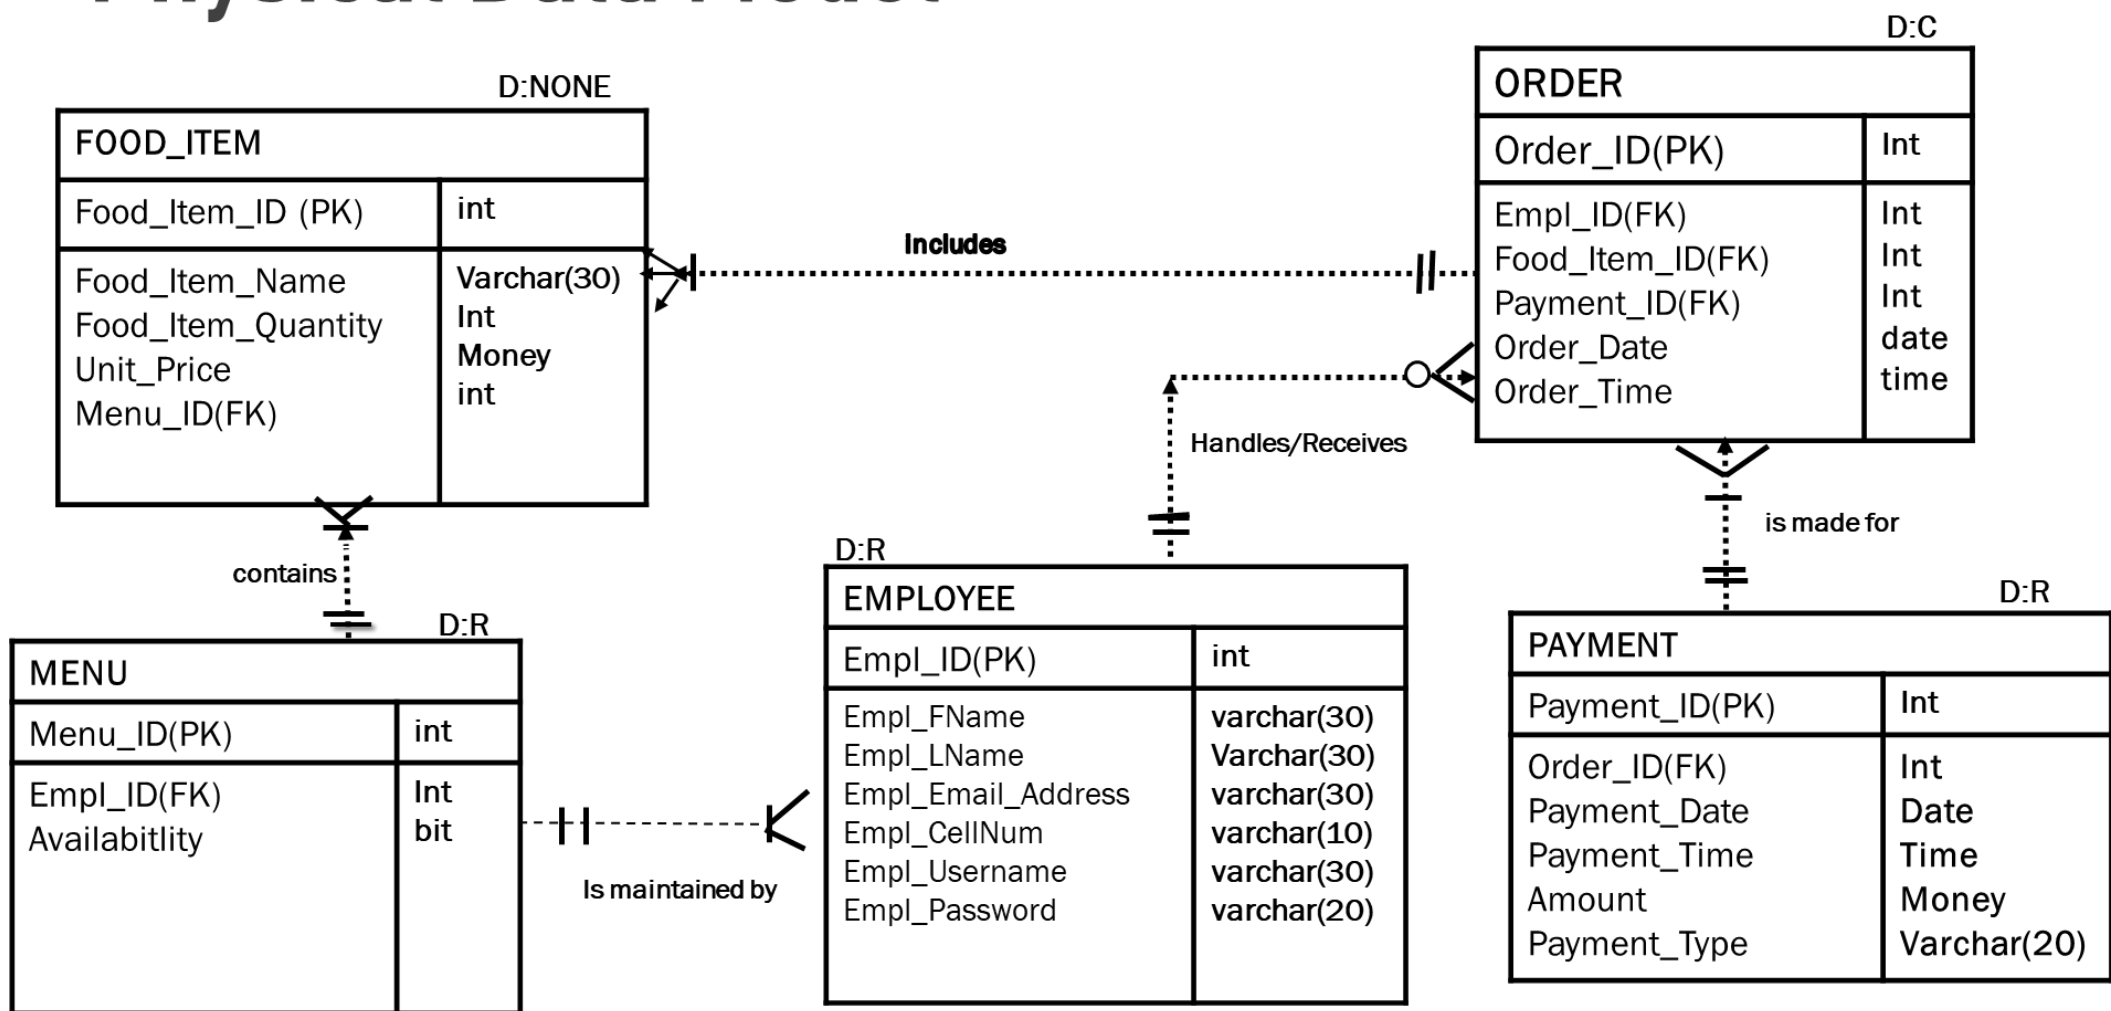 Physical Data Model
D:NONE
FOOD_ITEM
Food_Item_ID (PK) int
Food_Item_Name Varchar(30)
Food_Item_Quantity Int
Unit_Price Money
Menu_ID(FK) int
Includes
D:C
ORDER
Order_ID(PK) Int
Empl_ID(FK) Int
Food_Item_ID(FK) Int
Payment_ID(FK) Int
Order_Date date
Order_Time time
Handles/Receives
is made for
contains
D:R
MENU
Menu_ID(PK) int
Empl_ID(FK) Int
Availabitlity bit
Is maintained by
D:R
EMPLOYEE
Empl_ID(PK) int
Empl_FName varchar(30)
Empl_LName Varchar(30)
Empl_Email_Address varchar(30)
Empl_CellNum varchar(10)
Empl_Username varchar(30)
Empl_Password varchar(20)
D:R
PAYMENT
Payment_ID(PK) Int
Order_ID(FK) Int
Payment_Date Date
Payment_Time Time
Amount Money
Payment_Type Varchar(20)